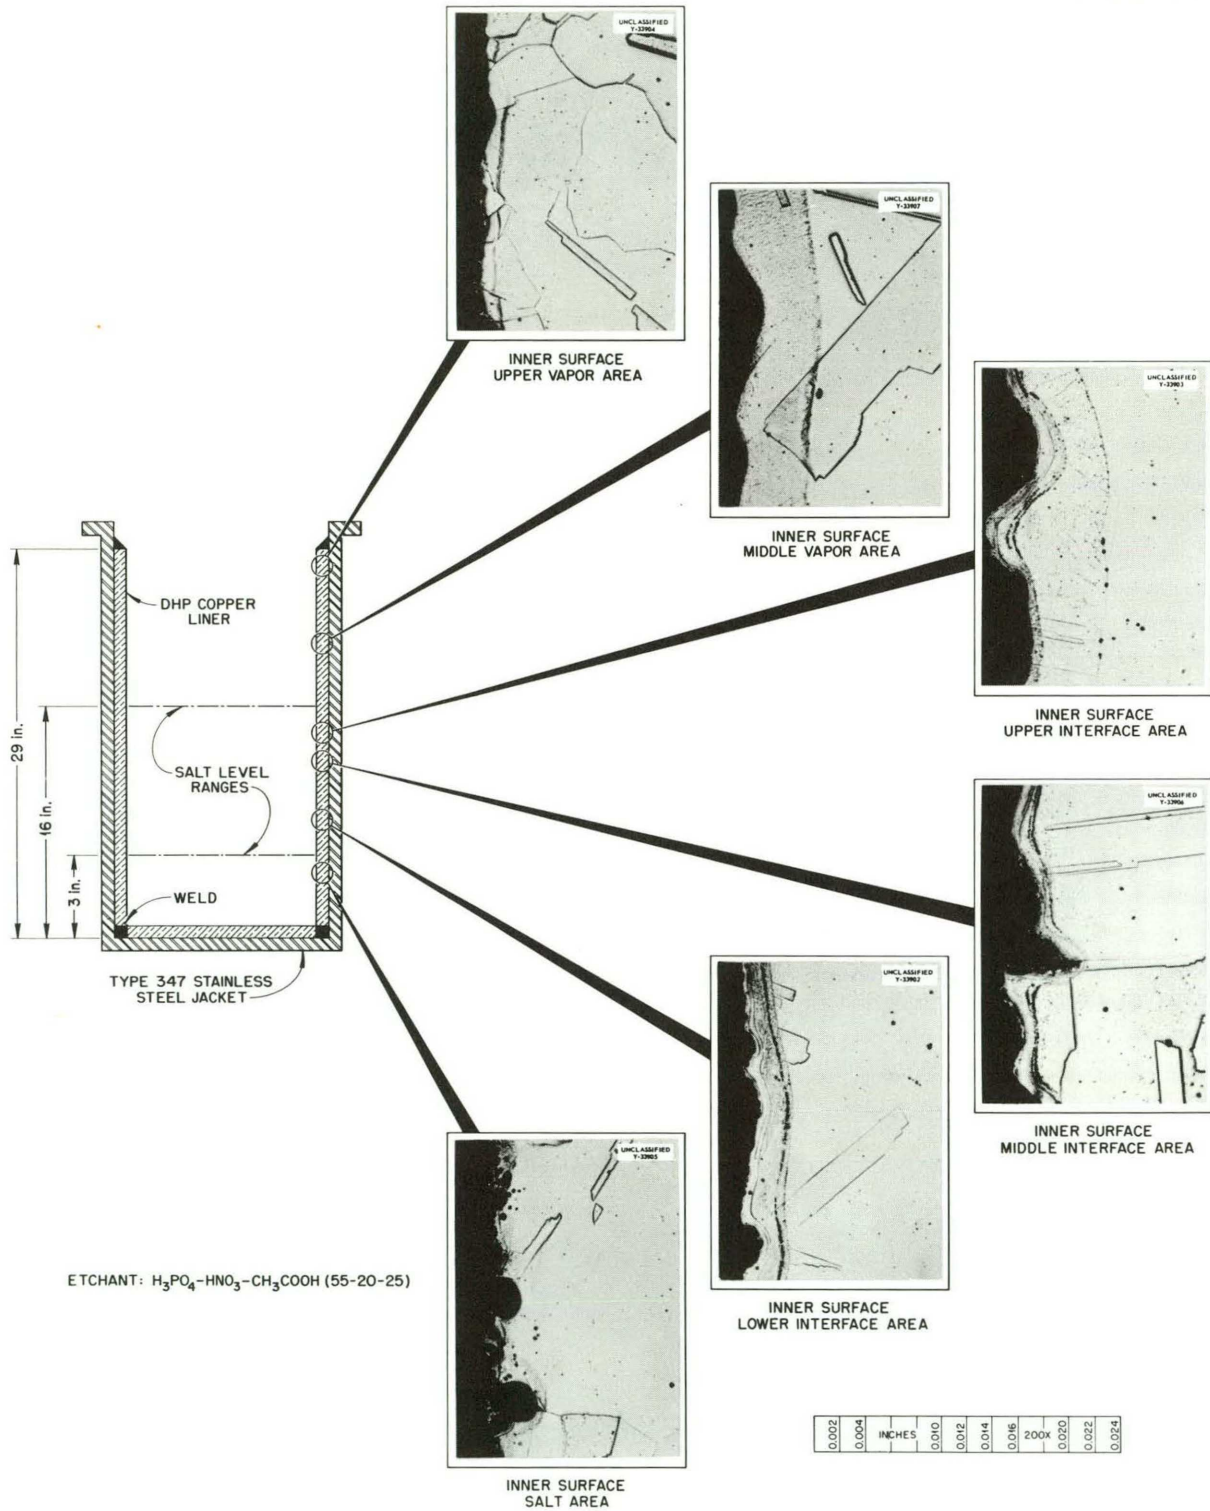 UNCLASSIFIED
Y-33904
INNER SURFACE
UPPER VAPOR AREA
UNCLASSIFIED
Y-33907
INNER SURFACE
MIDDLE VAPOR AREA
UNCLASSIFIED
Y-33903
INNER SURFACE
UPPER INTERFACE AREA
UNCLASSIFIED
Y-33906
INNER SURFACE
MIDDLE INTERFACE AREA
UNCLASSIFIED
Y-33902
INNER SURFACE
LOWER INTERFACE AREA
UNCLASSIFIED
Y-33905
INNER SURFACE
SALT AREA
DHP COPPER
LINER
29 in.
16 in.
3 in.
SALT LEVEL
RANGES
WELD
TYPE 347 STAINLESS
STEEL JACKET
ETCHANT: H₃PO₄-HNO₃-CH₃COOH (55-20-25)
0.002 0.004 INCHES 0.010 0.012 0.014 0.016 200X 0.020 0.022 0.024